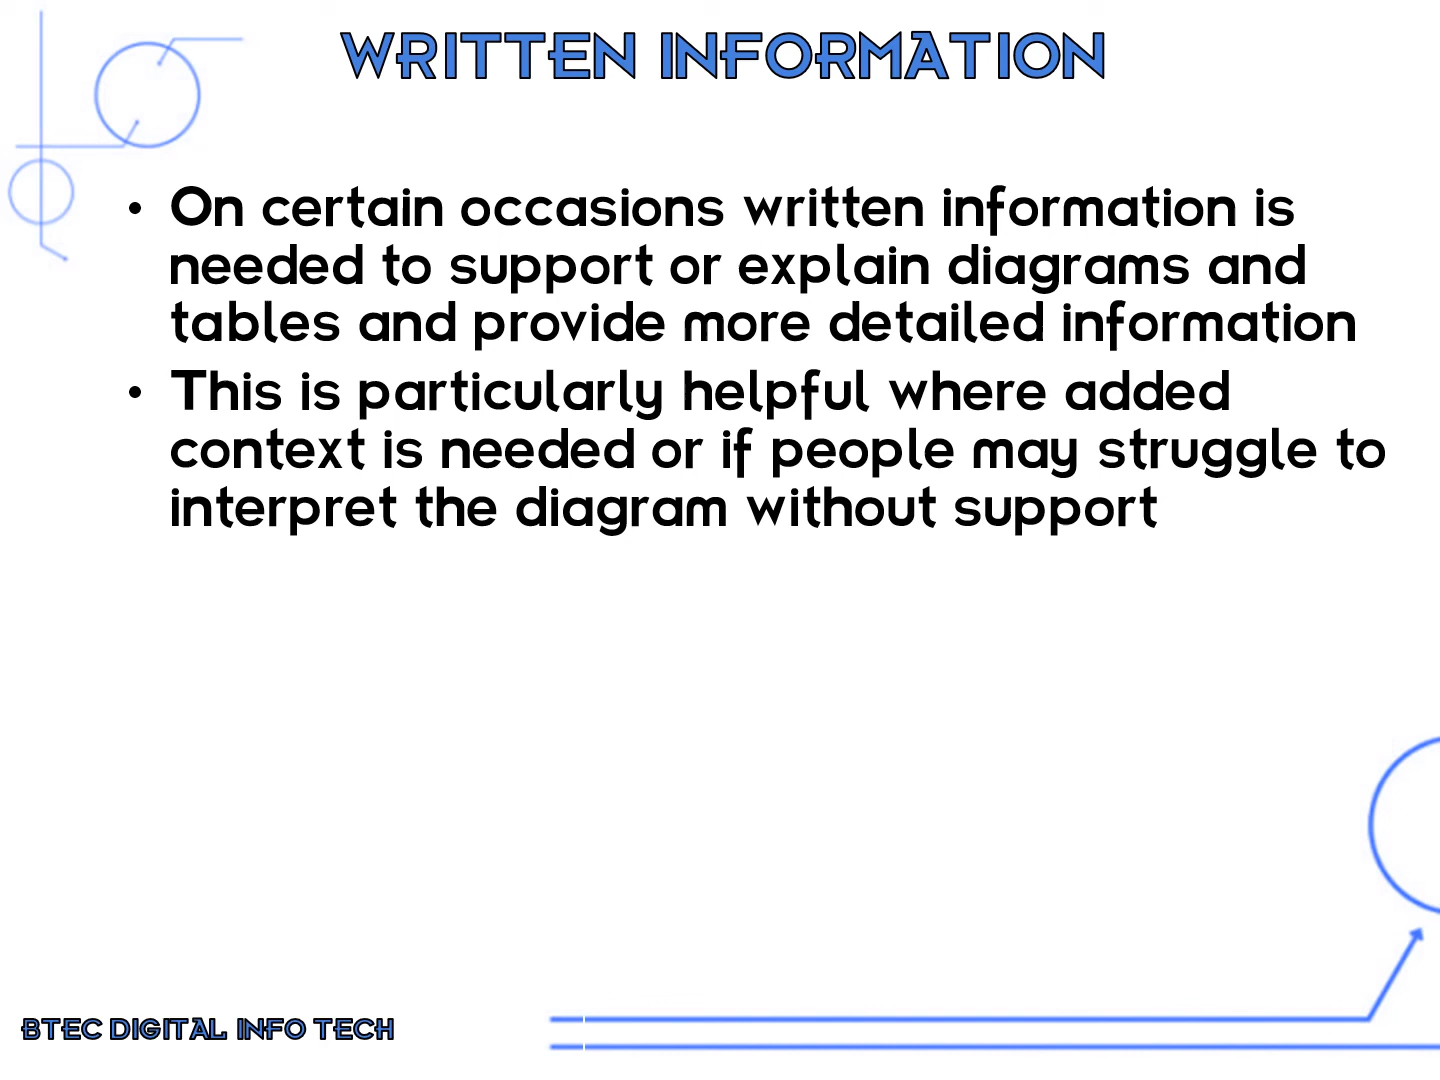 WRITTEN INFORMATION
• On certain occasions written information is
needed to support or explain diagrams and
tables and provide more detailed information
• This is particularly helpful where added
context is needed or if people may struggle to
interpret the diagram without support
BTEC DIGITAL INFO TECH